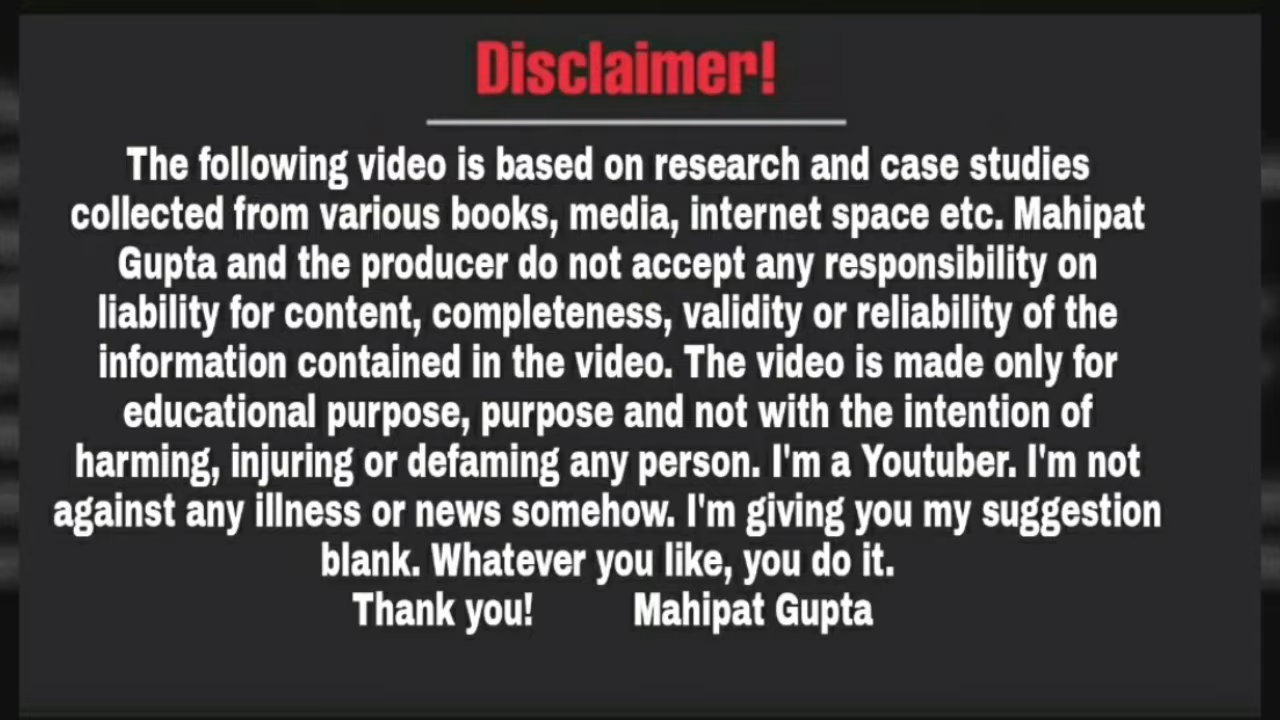 Disclaimer!
The following video is based on research and case studies
collected from various books, media, internet space etc. Mahipat
Gupta and the producer do not accept any responsibility on
liability for content, completeness, validity or reliability of the
information contained in the video. The video is made only for
educational purpose, purpose and not with the intention of
harming, injuring or defaming any person. I'm a Youtuber. I'm not
against any illness or news somehow. I'm giving you my suggestion
blank. Whatever you like, you do it.
Thank you! Mahipat Gupta